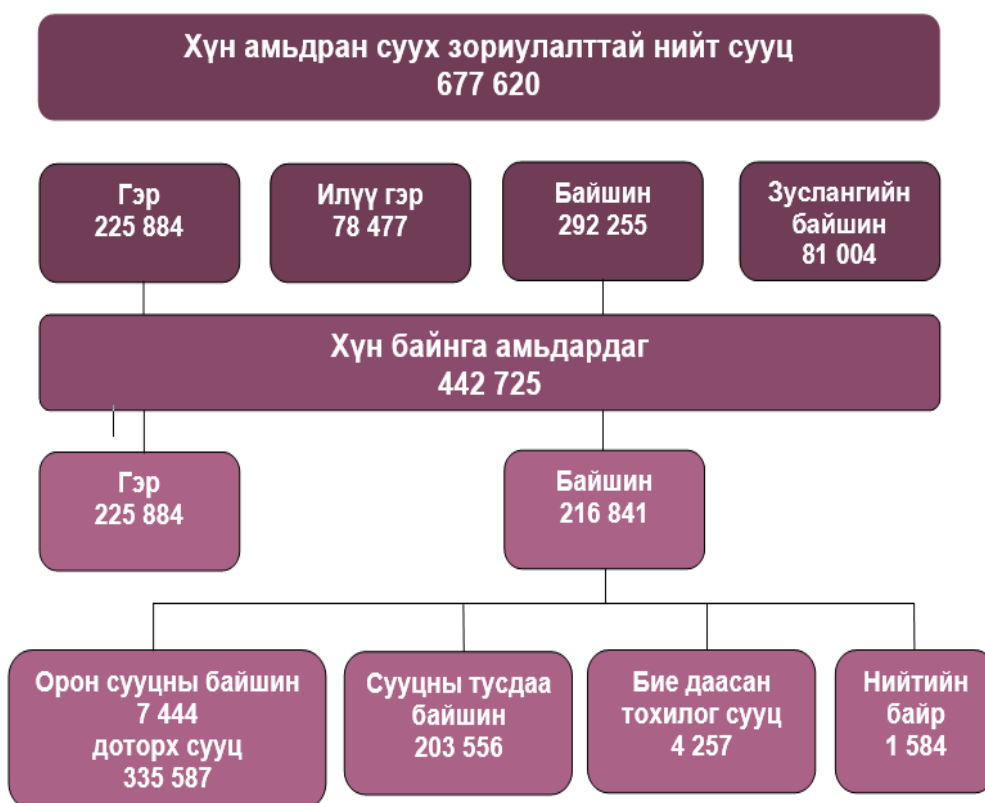 Хүн амьдран суух зориулалттай нийт сууц
677 620
Гэр
225 884
Илүү гэр
78 477
Байшин
292 255
Зуслангийн
байшин
81 004
Хүн байнга амьдардаг
442 725
Гэр
225 884
Байшин
216 841
Орон сууцны байшин
7 444
доторх сууц
335 587
Сууцны тусдаа
байшин
203 556
Бие даасан
тохилог сууц
4 257
Нийтийн
байр
1 584